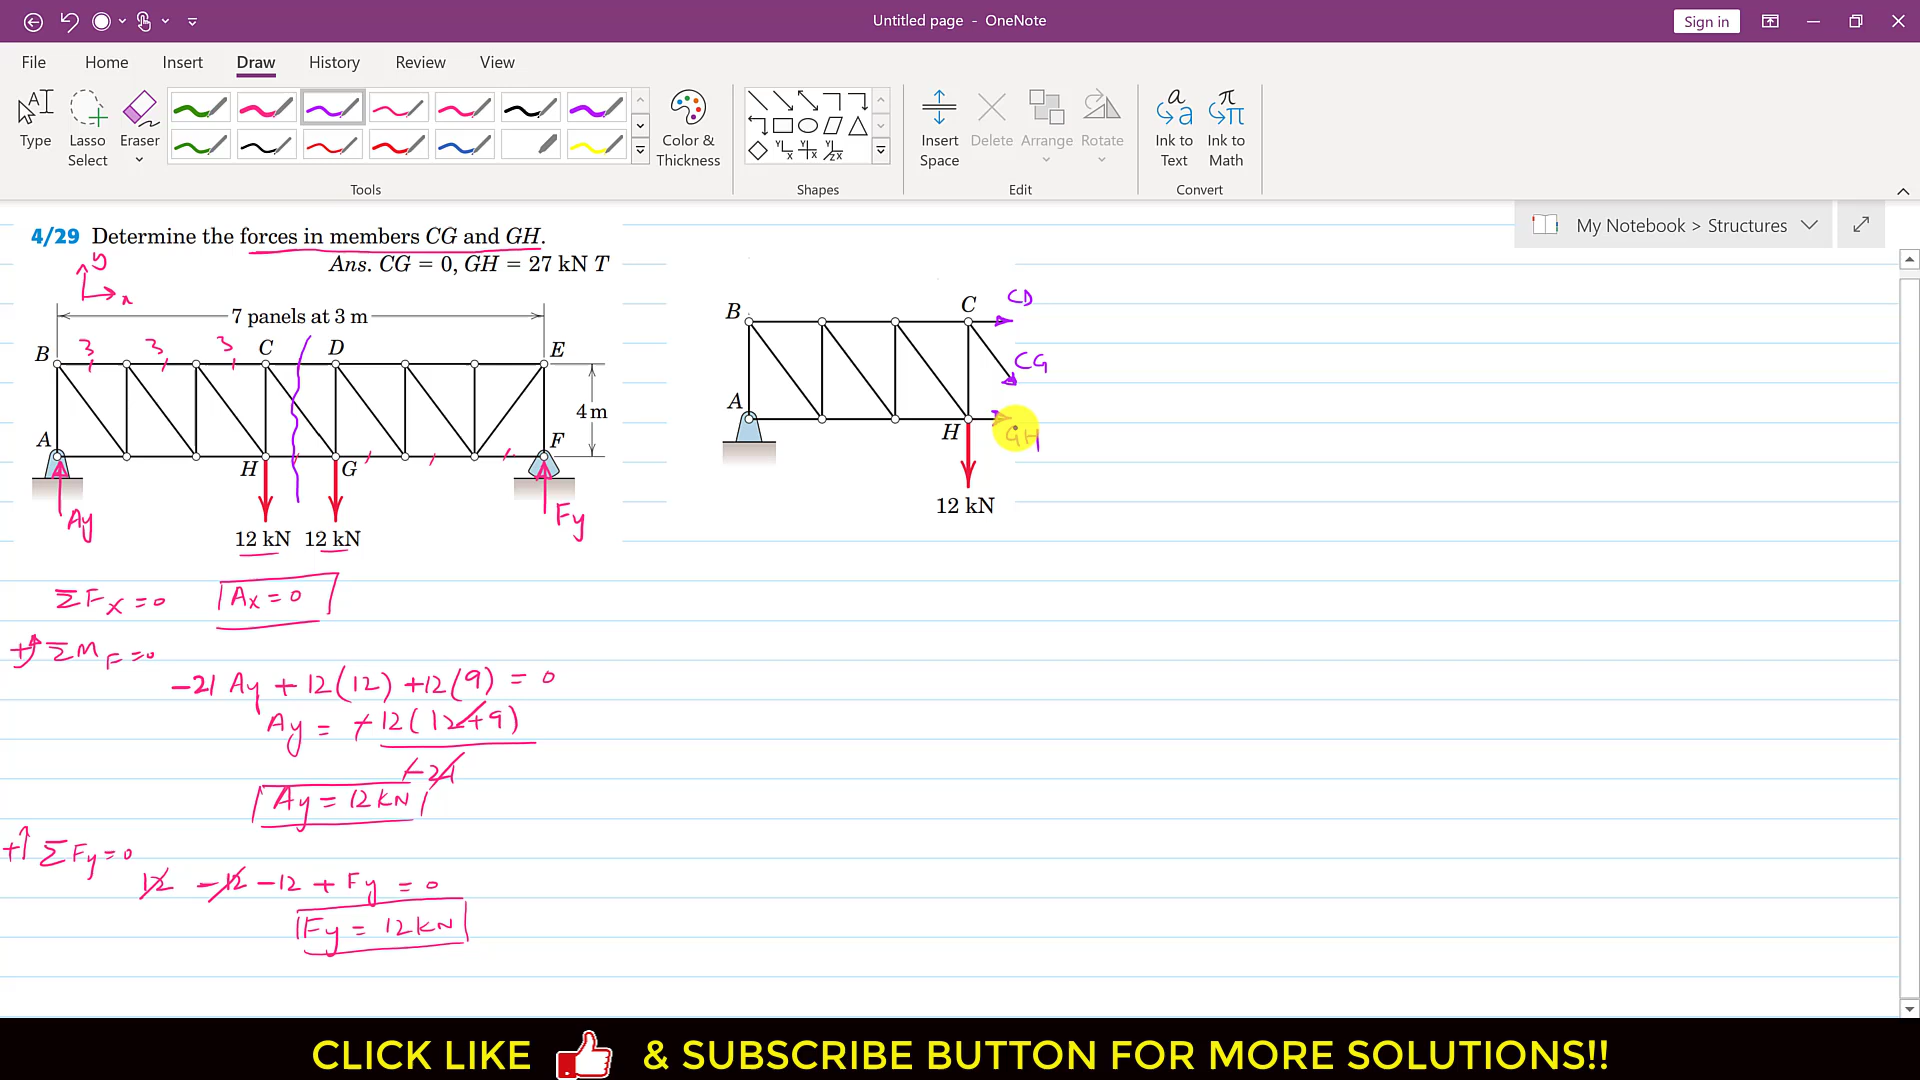 Untitled page - OneNote
Sign in
File Home Insert Draw History Review View
Type
Lasso Select
Eraser
Color & Thickness
Insert Space
Delete
Arrange
Rotate
Ink to Text
Ink to Math
Tools
Shapes
Edit
Convert
My Notebook > Structures
4/29 Determine the forces in members CG and GH.
Ans. CG = 0, GH = 27 kN T
y
x
7 panels at 3 m
3 3 3
B C D E
4 m
A H G F
Ay
Fy
12 kN 12 kN
ΣFx = 0 Ax = 0
+ ΣM F = 0
-21 Ay + 12(12) + 12(9) = 0
Ay = -12(12+9)
-21
Ay = 12 KN
+↑ ΣFy = 0
12 - 12 - 12 + Fy = 0
Fy = 12 KN
B C CD
CG
A H GH
12 kN
CLICK LIKE & SUBSCRIBE BUTTON FOR MORE SOLUTIONS!!